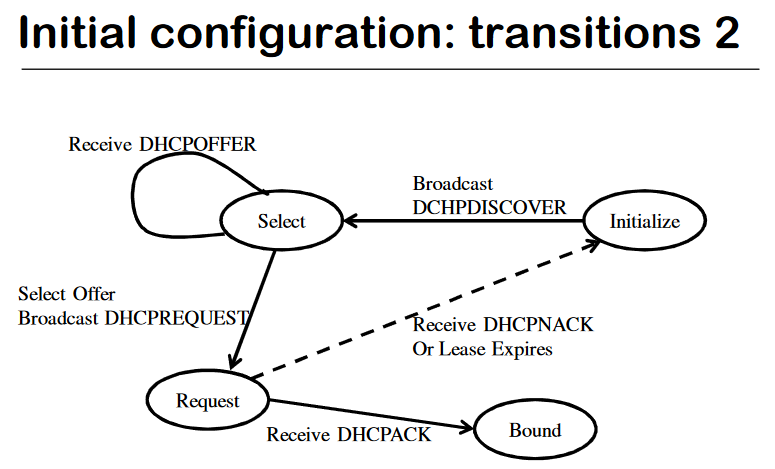 Initial configuration: transitions 2
Receive DHCPOFFER
Broadcast
DCHPDISCOVER
Select
Initialize
Select Offer
Broadcast DHCPREQUEST
Receive DHCPNACK
Or Lease Expires
Request
Receive DHCPACK
Bound